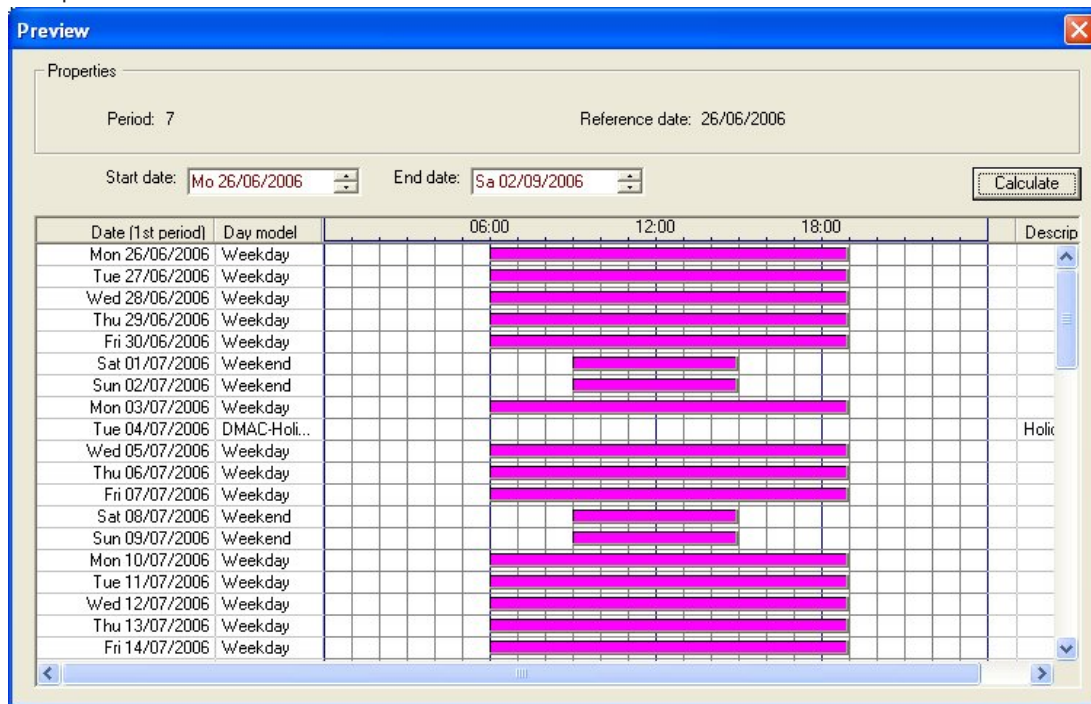 Preview
Properties
Period: 7 Reference date: 26/06/2006
Start date: Mo 26/06/2006 End date: Sa 02/09/2006 Calculate
Date (1st period) Day model 06:00 12:00 18:00 Descrip
Mon 26/06/2006 Weekday
Tue 27/06/2006 Weekday
Wed 28/06/2006 Weekday
Thu 29/06/2006 Weekday
Fri 30/06/2006 Weekday
Sat 01/07/2006 Weekend
Sun 02/07/2006 Weekend
Mon 03/07/2006 Weekday
Tue 04/07/2006 DMAC-Holi... Holid
Wed 05/07/2006 Weekday
Thu 06/07/2006 Weekday
Fri 07/07/2006 Weekday
Sat 08/07/2006 Weekend
Sun 09/07/2006 Weekend
Mon 10/07/2006 Weekday
Tue 11/07/2006 Weekday
Wed 12/07/2006 Weekday
Thu 13/07/2006 Weekday
Fri 14/07/2006 Weekday